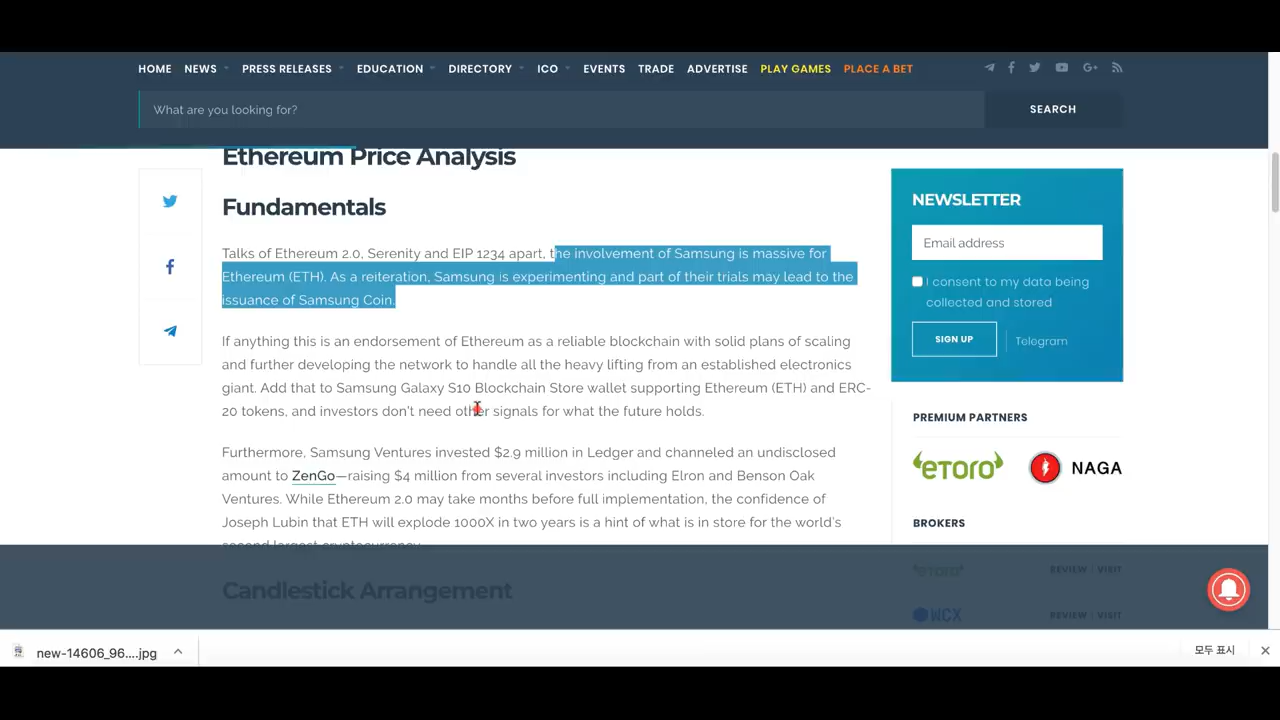 HOME NEWS PRESS RELEASES EDUCATION DIRECTORY ICO EVENTS TRADE ADVERTISE PLAY GAMES PLACE A BET
What are you looking for? SEARCH
Ethereum Price Analysis
Fundamentals
Talks of Ethereum 2.0, Serenity and EIP 1234 apart, the involvement of Samsung is massive for
Ethereum (ETH). As a reiteration, Samsung is experimenting and part of their trials may lead to the
issuance of Samsung Coin.
If anything this is an endorsement of Ethereum as a reliable blockchain with solid plans of scaling
and further developing the network to handle all the heavy lifting from an established electronics
giant. Add that to Samsung Galaxy S10 Blockchain Store wallet supporting Ethereum (ETH) and ERC-
20 tokens, and investors don't need other signals for what the future holds.
Furthermore, Samsung Ventures invested $2.9 million in Ledger and channeled an undisclosed
amount to ZenGo—raising $4 million from several investors including Elron and Benson Oak
Ventures. While Ethereum 2.0 may take months before full implementation, the confidence of
Joseph Lubin that ETH will explode 1000X in two years is a hint of what is in store for the world's
second largest cryptocurrency.
Candlestick Arrangement
NEWSLETTER
Email address
I consent to my data being
collected and stored
SIGN UP Telegram
PREMIUM PARTNERS
eToro NAGA
BROKERS
eToro REVIEW | VISIT
WCX REVIEW | VISIT
new-14606_96....jpg 모두 표시